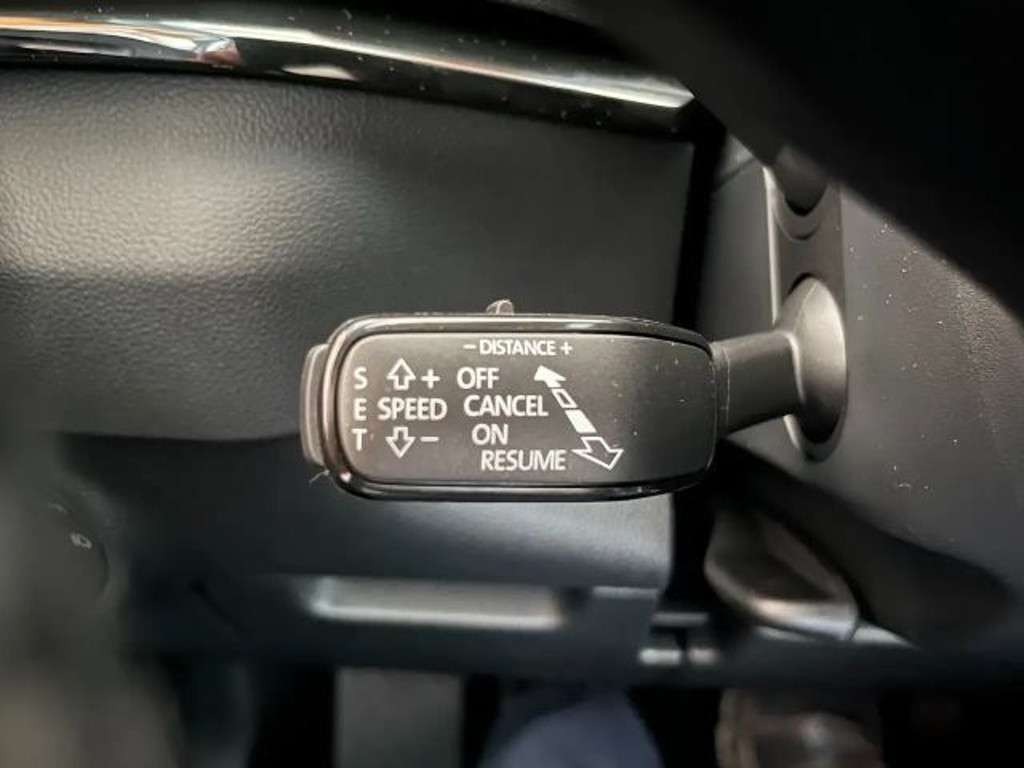 - DISTANCE +
S + OFF
E SPEED CANCEL
T - ON
RESUME